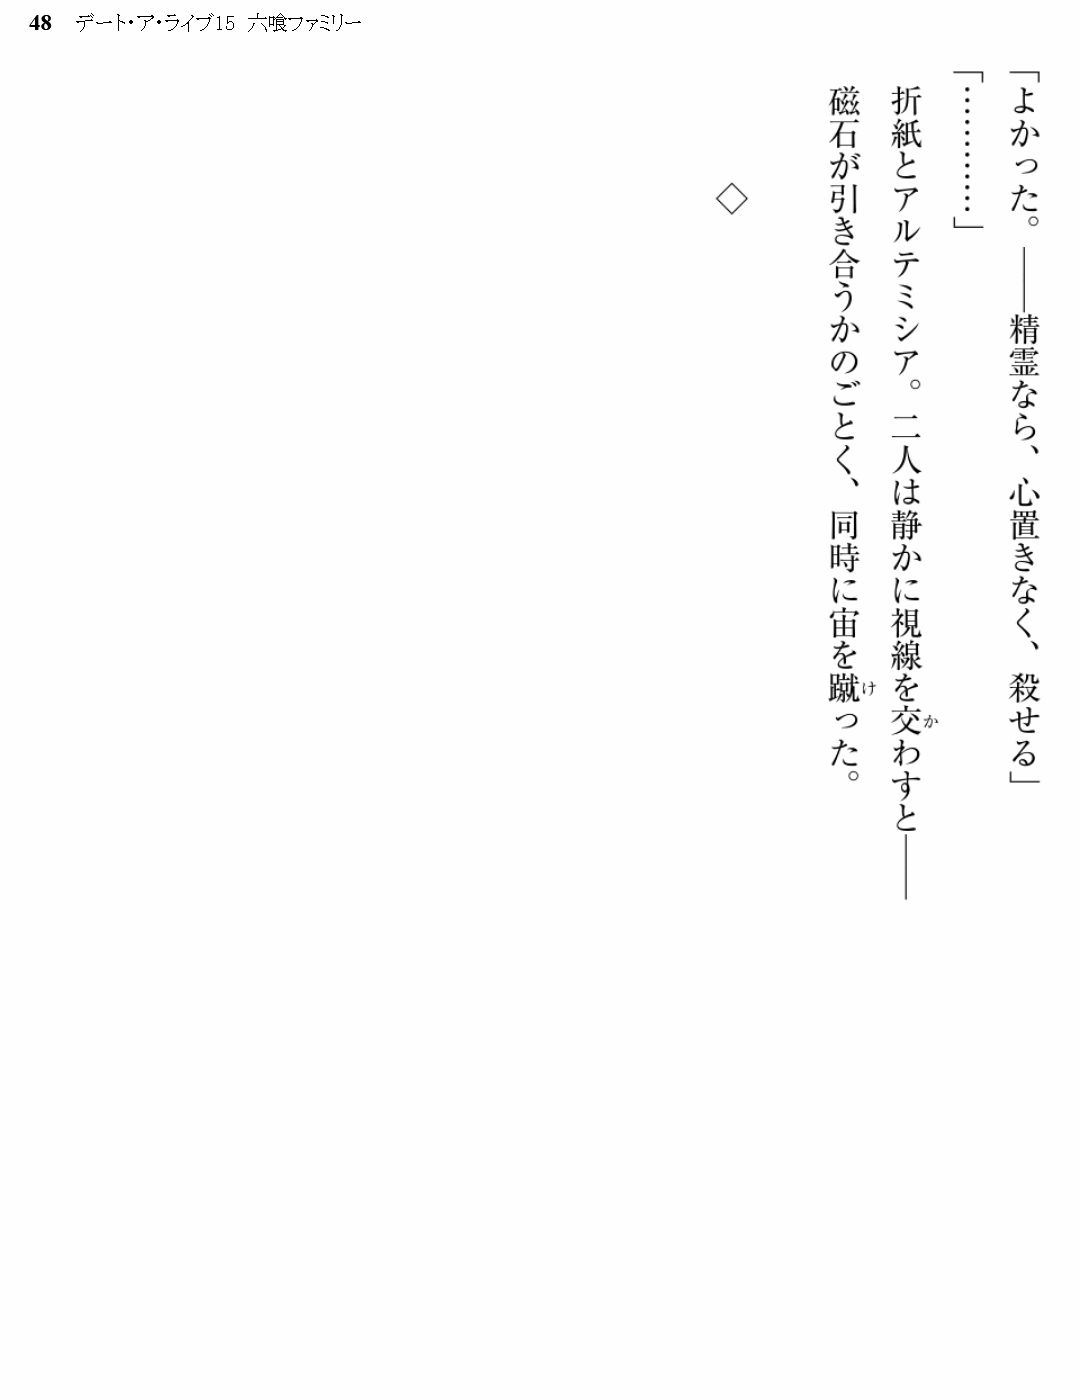 48 デート・ア・ライブ15 六喰ファミリー
「よかった。――精霊なら、心置きなく、殺せる」
「…………」
折紙とアルテミシア。二人は静かに視線を交わすと――
か
磁石が引き合うかのごとく、同時に宙を蹴った。
け
◇